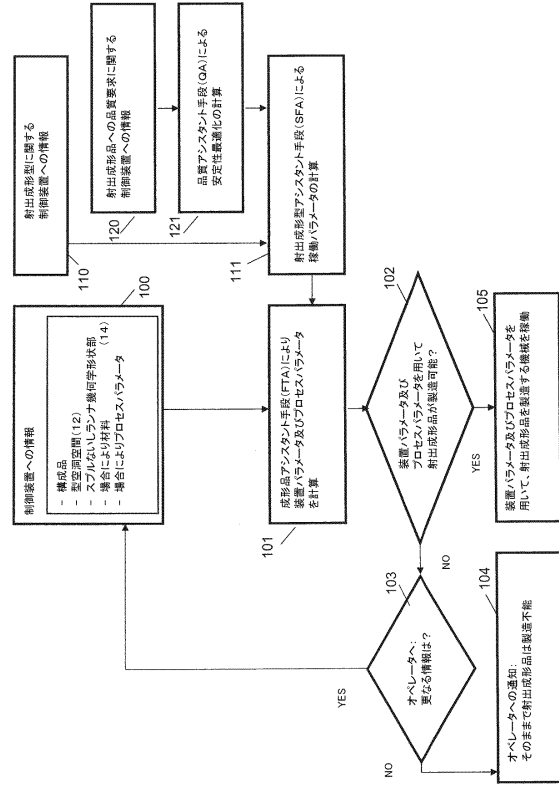 射出成形型に関する
制御装置への情報
110
射出成形品への品質要求に関する
制御装置への情報
120
品質アシスタント手段(QA)による
安定性最適化の計算
121
射出成形型アシスタント手段(SFA)による
稼働パラメータの計算
111
100
制御装置への情報
- 構成品
- 型空洞空間(12)
- スプルないしランナ幾何学形状部
(14)
- 場合により材料
- 場合によりプロセスパラメータ
成形品アシスタント手段(FTA)により
装置パラメータ及びプロセスパラメータ
を計算
101
102
装置パラメータ及び
プロセスパラメータを用いて
射出成形品が製造可能?
YES
NO
105
装置パラメータ及びプロセスパラメータを
用いて、射出成形品を製造する機械を稼働
103
オペレータへ:
更なる情報は?
YES
NO
104
オペレータへの通知:
そのままで射出成形品は製造不能